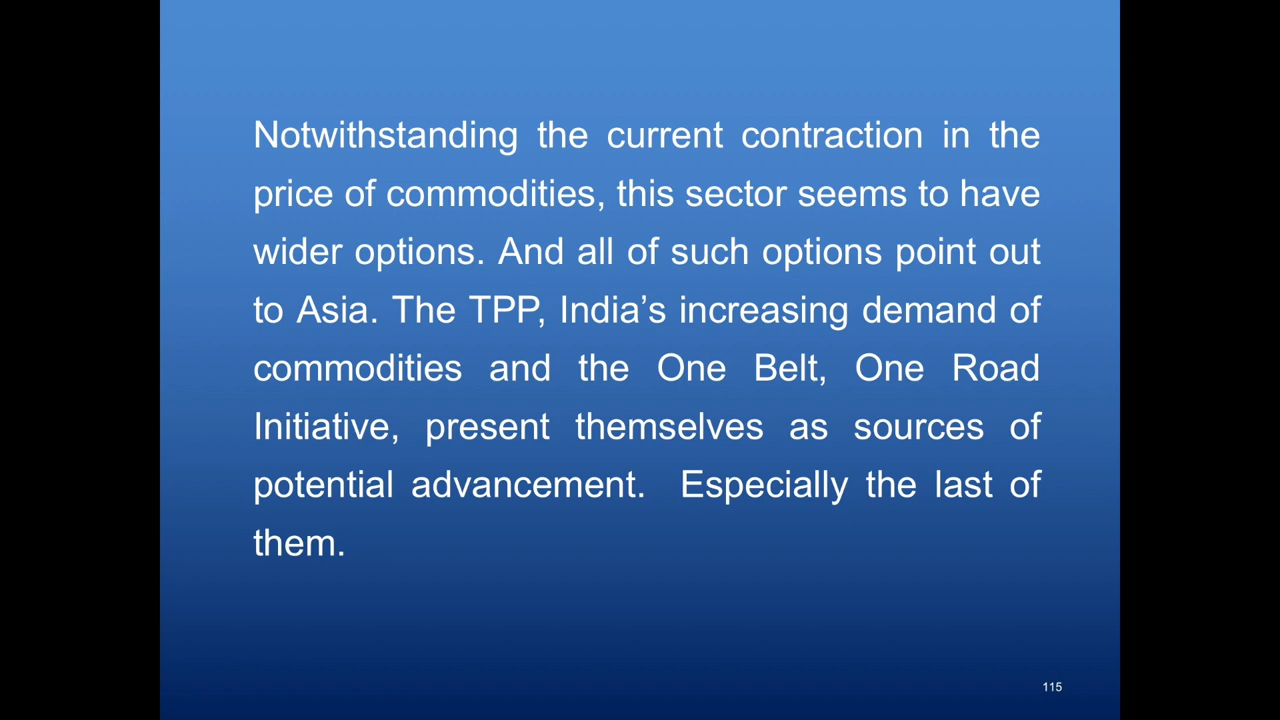 Notwithstanding the current contraction in the
price of commodities, this sector seems to have
wider options. And all of such options point out
to Asia. The TPP, India’s increasing demand of
commodities and the One Belt, One Road
Initiative, present themselves as sources of
potential advancement.  Especially the last of
them.
115